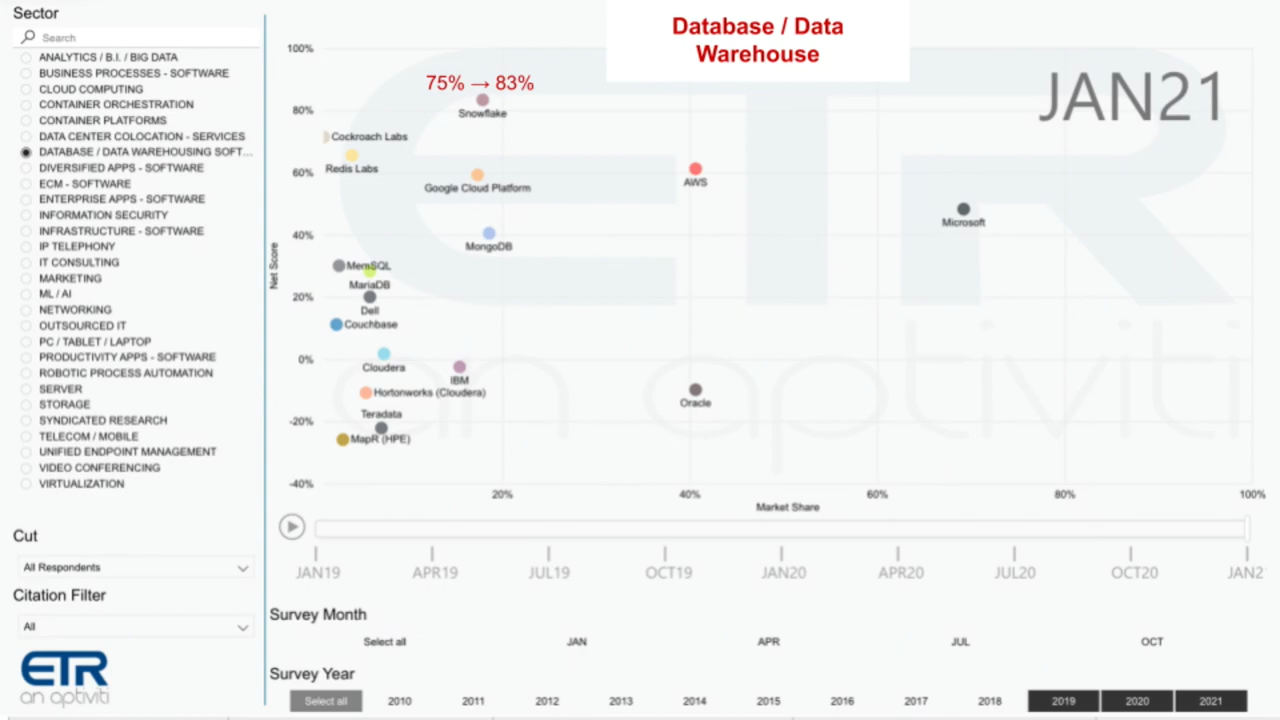 Sector
Search
ANALYTICS / B.I. / BIG DATA
BUSINESS PROCESSES - SOFTWARE
CLOUD COMPUTING
CONTAINER ORCHESTRATION
CONTAINER PLATFORMS
DATA CENTER COLOCATION - SERVICES
DATABASE / DATA WAREHOUSING SOFT...
DIVERSIFIED APPS - SOFTWARE
ECM - SOFTWARE
ENTERPRISE APPS - SOFTWARE
INFORMATION SECURITY
INFRASTRUCTURE - SOFTWARE
IP TELEPHONY
IT CONSULTING
MARKETING
ML / AI
NETWORKING
OUTSOURCED IT
PC / TABLET / LAPTOP
PRODUCTIVITY APPS - SOFTWARE
ROBOTIC PROCESS AUTOMATION
SERVER
STORAGE
SYNDICATED RESEARCH
TELECOM / MOBILE
UNIFIED ENDPOINT MANAGEMENT
VIDEO CONFERENCING
VIRTUALIZATION
Cut
All Respondents
Citation Filter
All
ETR
an aptiviti
Database / Data
Warehouse
JAN21
ETR
an aptiviti
75% → 83%
Snowflake
Cockroach Labs
Redis Labs
Google Cloud Platform
AWS
Microsoft
MongoDB
MemSQL
MariaDB
Dell
Couchbase
Cloudera
IBM
Hortonworks (Cloudera)
Oracle
Teradata
MapR (HPE)
Net Score
100%
80%
60%
40%
20%
0%
-20%
-40%
20% 40% 60% 80% 100%
Market Share
JAN19 APR19 JUL19 OCT19 JAN20 APR20 JUL20 OCT20 JAN2
Survey Month
Select all JAN APR JUL OCT
Survey Year
Select all 2010 2011 2012 2013 2014 2015 2016 2017 2018 2019 2020 2021